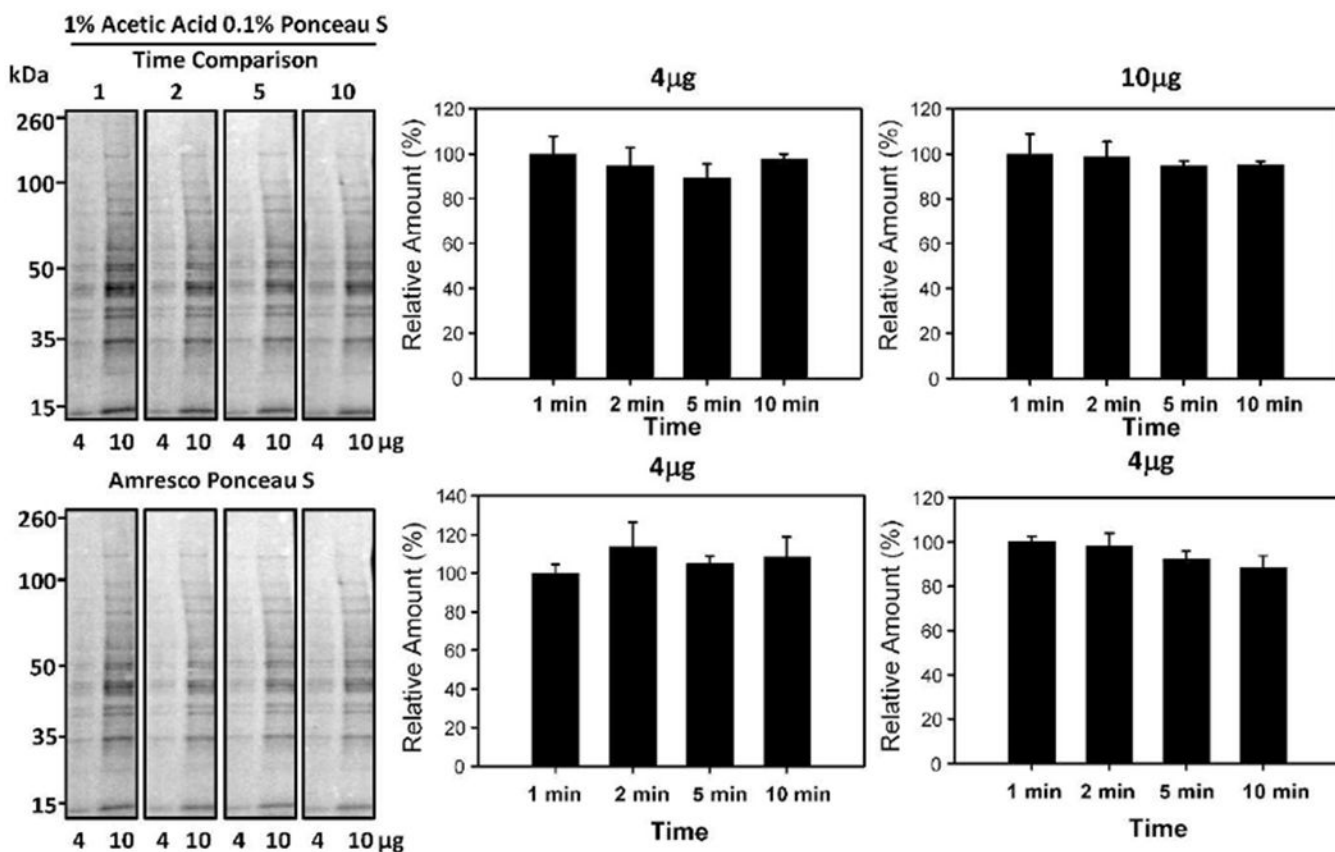 1% Acetic Acid 0.1% Ponceau S
Time Comparison
kDa
1 2 5 10
260
100
50
35
15
4 10 4 10 4 10 4 10 µg
4µg
Relative Amount (%)
120
100
80
60
40
20
0
1 min 2 min 5 min 10 min
Time
10µg
Relative Amount (%)
120
100
80
60
40
20
0
1 min 2 min 5 min 10 min
Time
Amresco Ponceau S
260
100
50
35
15
4 10 4 10 4 10 4 10 µg
4µg
Relative Amount (%)
140
120
100
80
60
40
20
0
1 min 2 min 5 min 10 min
Time
4µg
Relative Amount (%)
120
100
80
60
40
20
0
1 min 2 min 5 min 10 min
Time